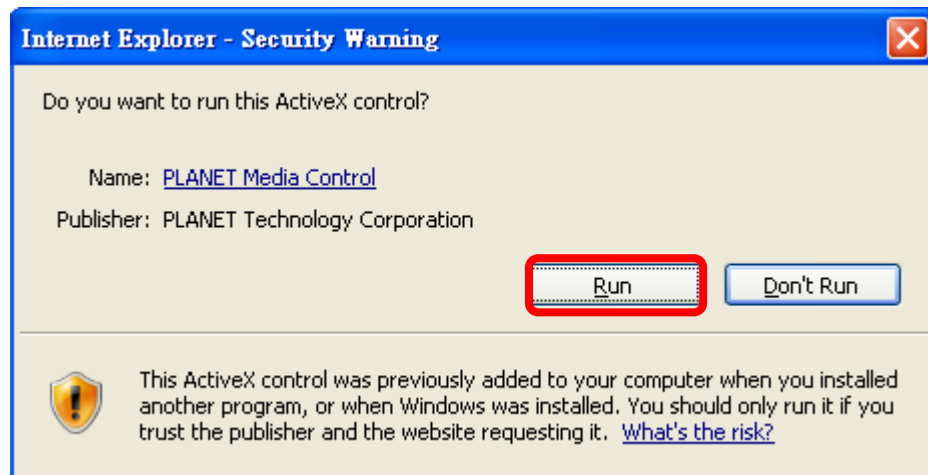 Internet Explorer - Security Warning
Do you want to run this ActiveX control?
Name: PLANET Media Control
Publisher: PLANET Technology Corporation
Run Don't Run
This ActiveX control was previously added to your computer when you installed
another program, or when Windows was installed. You should only run it if you
trust the publisher and the website requesting it. What's the risk?